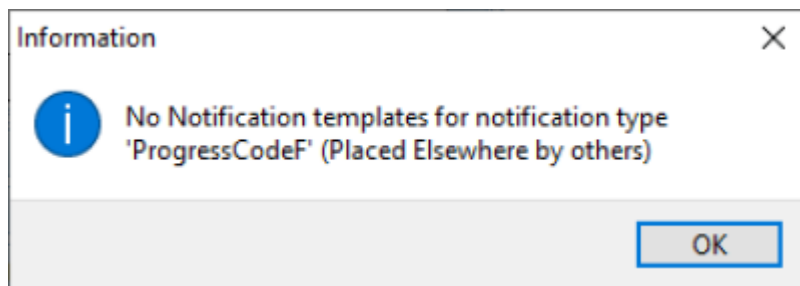 Information
No Notification templates for notification type
'ProgressCodeF' (Placed Elsewhere by others)
OK